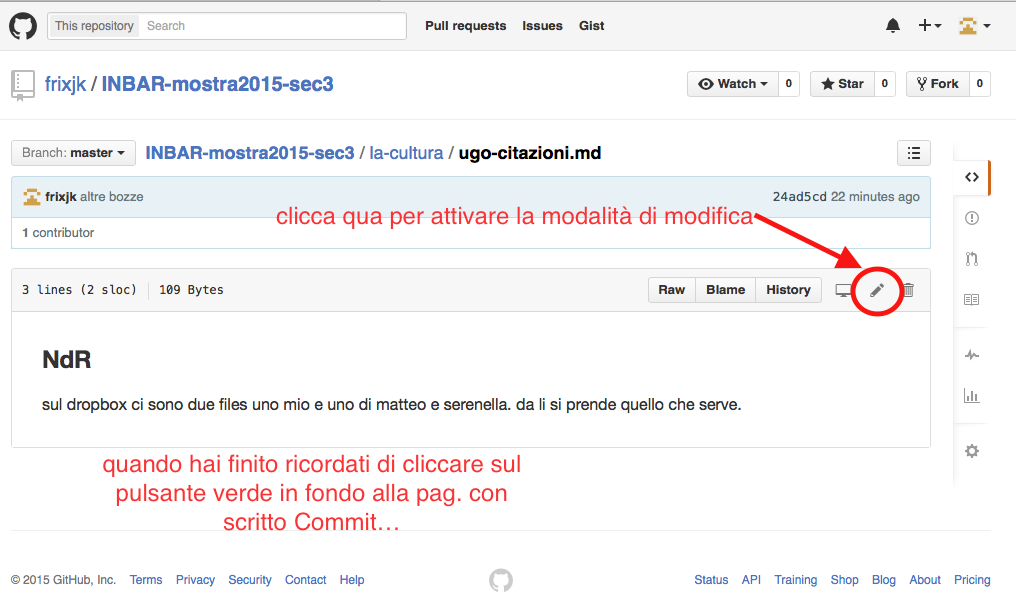 This repository Search Pull requests Issues Gist
frixjk / INBAR-mostra2015-sec3 Watch 0 Star 0 Fork 0
Branch: master INBAR-mostra2015-sec3 / la-cultura / ugo-citazioni.md
frixjk altre bozze 24ad5cd 22 minutes ago
clicca qua per attivare la modalità di modifica
1 contributor
3 lines (2 sloc) 109 Bytes Raw Blame History
NdR
sul dropbox ci sono due files uno mio e uno di matteo e serenella. da li si prende quello che serve.
quando hai finito ricordati di cliccare sul
pulsante verde in fondo alla pag. con
scritto Commit…
© 2015 GitHub, Inc. Terms Privacy Security Contact Help Status API Training Shop Blog About Pricing